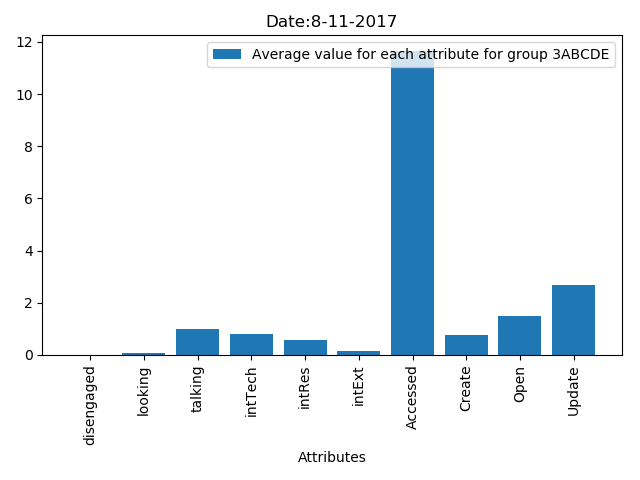 Date:8-11-2017
Average value for each attribute for group 3ABCDE
12
10
8
6
4
2
0
disengaged
looking
talking
intTech
intRes
intExt
Accessed
Create
Open
Update
Attributes